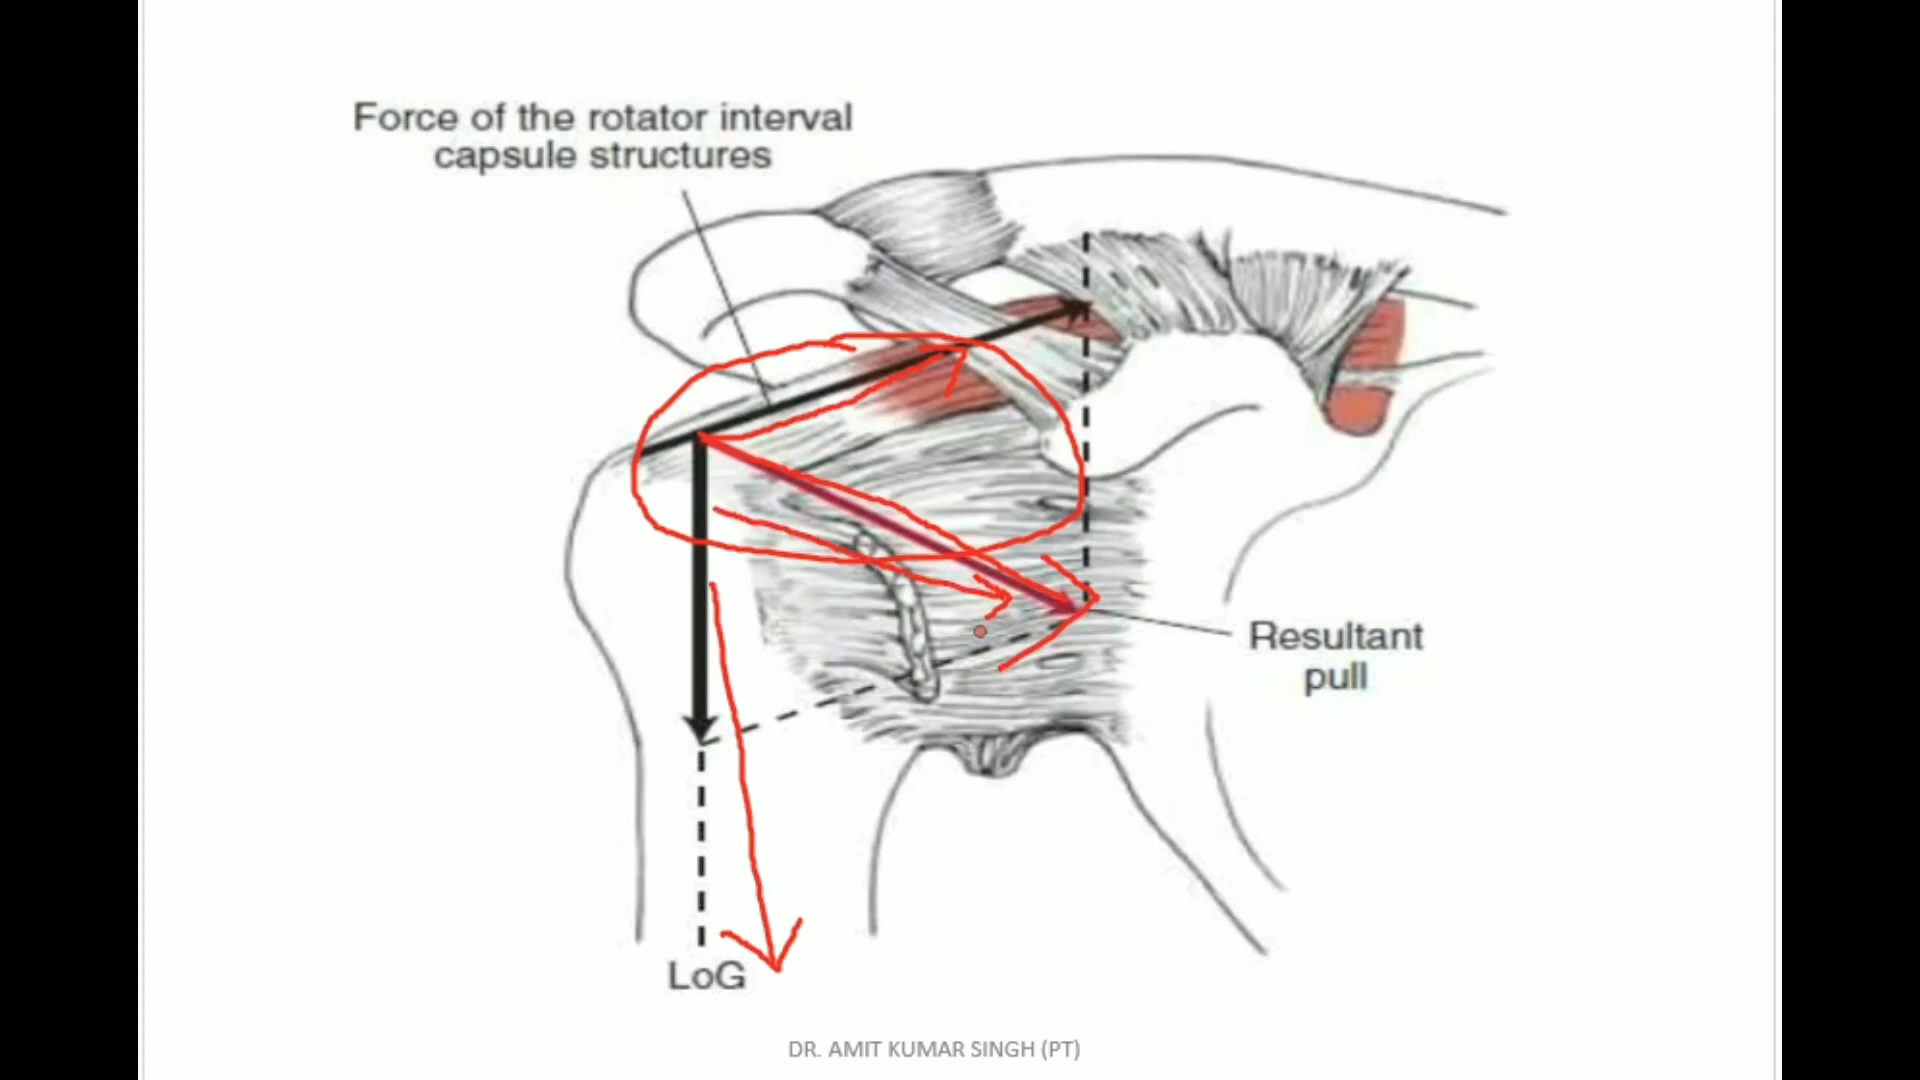 Force of the rotator interval
capsule structures
Resultant
pull
LoG
DR. AMIT KUMAR SINGH (PT)